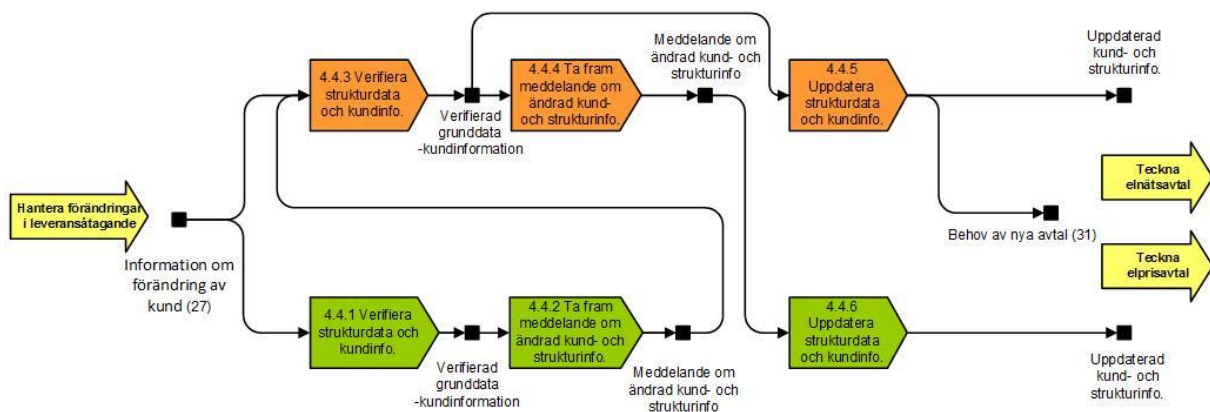 Hantera förändringar
i leveransåtagande
Information om
förändring av
kund (27)
4.4.3 Verifiera
strukturdata
och kundinfo.
Verifierad
grunddata
-kundinformation
4.4.4 Ta fram
meddelande om
ändrad kund-
och strukturinfo.
Meddelande om
ändrad kund- och
strukturinfo
4.4.5
Uppdatera
strukturdata
och kundinfo.
Uppdaterad
kund- och
strukturinfo.
Behov av nya avtal (31)
Teckna
elnätsavtal
Teckna
elprisavtal
4.4.1 Verifiera
strukturdata och
kundinfo.
Verifierad
grunddata
-kundinformation
4.4.2 Ta fram
meddelande om
ändrad kund- och
strukturinfo.
Meddelande om
ändrad kund- och
strukturinfo
4.4.6
Uppdatera
strukturdata
och kundinfo.
Uppdaterad
kund- och
strukturinfo.